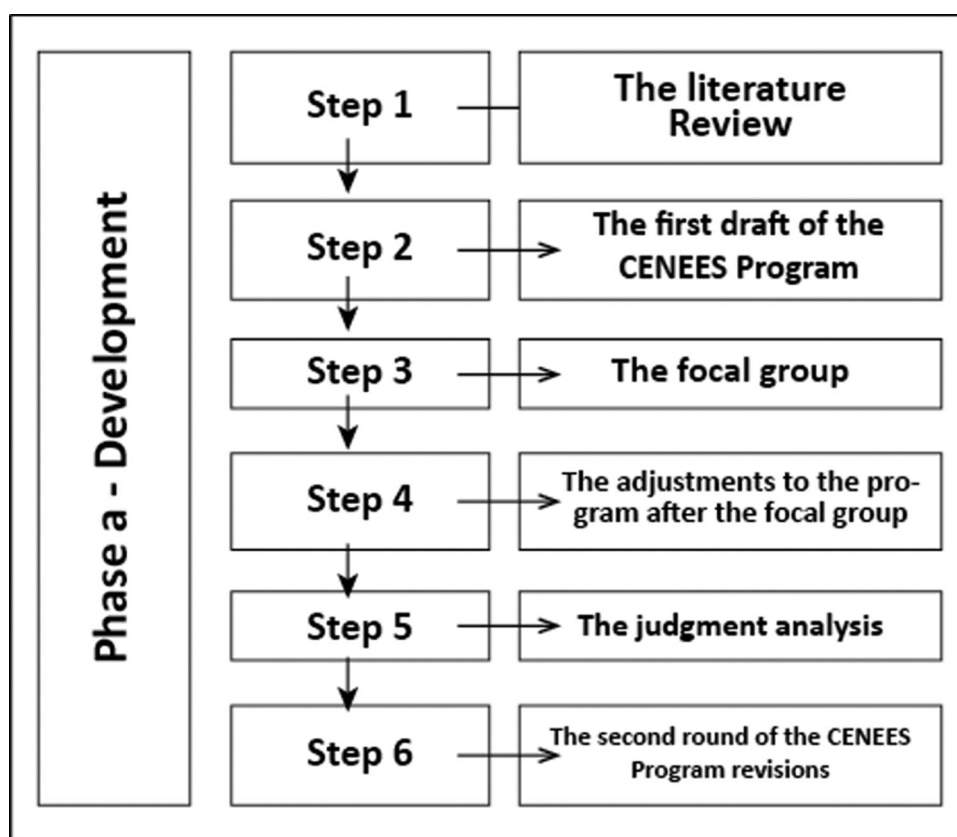 Phase a - Development
Step 1
The literature
Review
Step 2
The first draft of the
CENEES Program
Step 3
The focal group
Step 4
The adjustments to the pro-
gram after the focal group
Step 5
The judgment analysis
Step 6
The second round of the CENEES
Program revisions